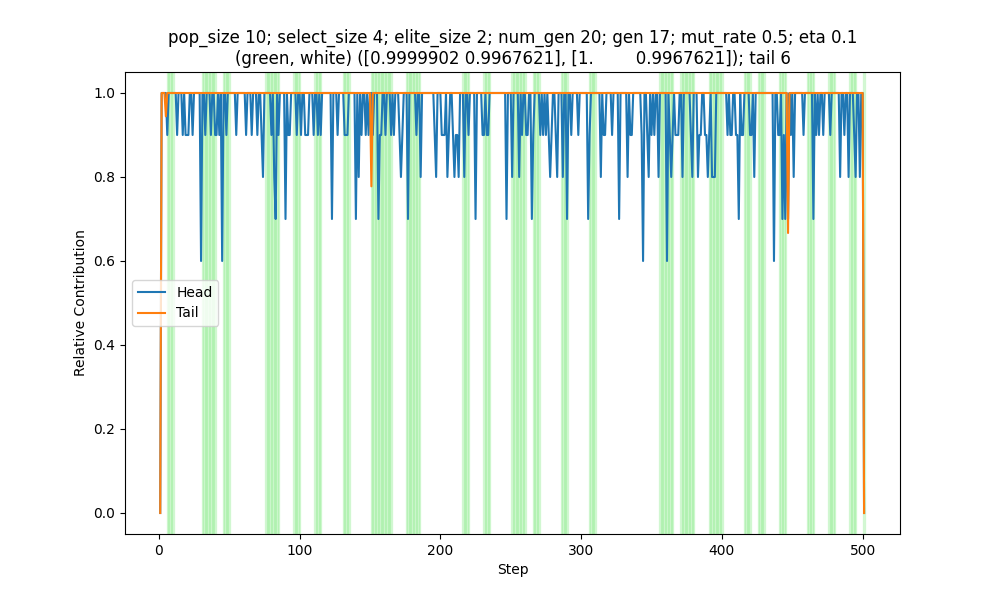 pop_size 10; select_size 4; elite_size 2; num_gen 20; gen 17; mut_rate 0.5; eta 0.1
(green, white) ([0.9999902 0.9967621], [1.        0.9967621]); tail 6
Relative Contribution
1.0
0.8
0.6
0.4
0.2
0.0
Head
Tail
0 100 200 300 400 500
Step